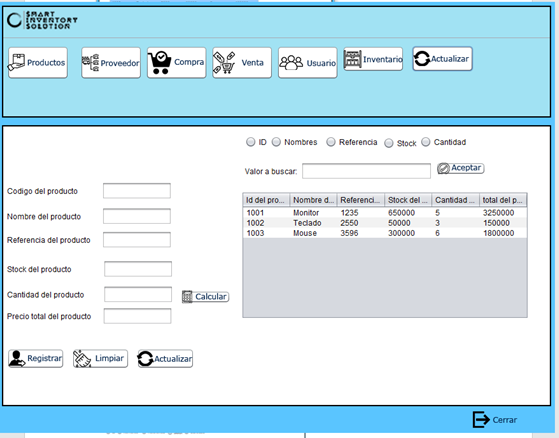 SMART
INVENTORY
SOLUTION
Productos Proveedor Compra Venta Usuario Inventario Actualizar
ID Nombres Referencia Stock Cantidad
Valor a buscar: Aceptar
Codigo del producto
Nombre del producto
Referencia del producto
Stock del producto
Cantidad del producto Calcular
Precio total del producto
Id del pro... Nombre d... Referenci... Stock del ... Cantidad ... total del p...
1001 Monitor 1235 650000 5 3250000
1002 Teclado 2550 50000 3 150000
1003 Mouse 3596 300000 6 1800000
Registrar Limpiar Actualizar
Cerrar